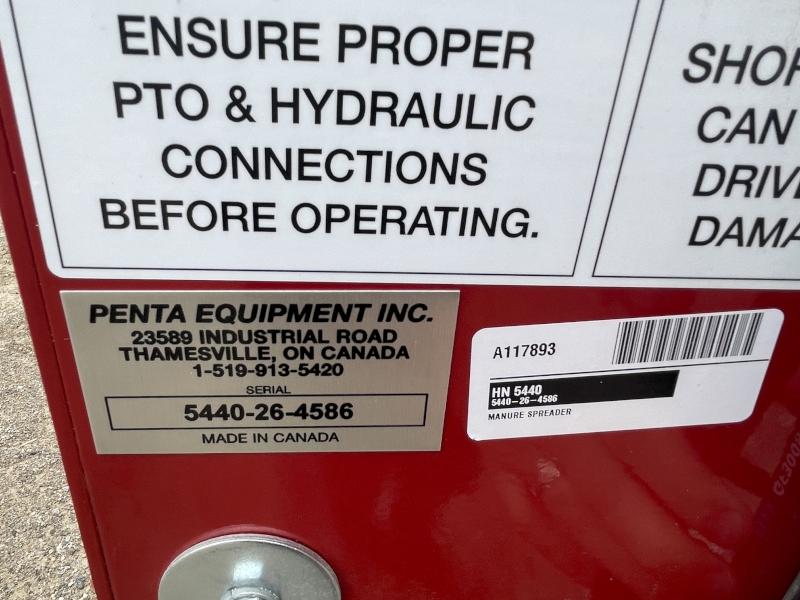 ENSURE PROPER
PTO & HYDRAULIC
CONNECTIONS
BEFORE OPERATING.
CAN
PENTA EQUIPMENT INC.
23589 INDUSTRIAL ROAD
THAMESVILLE, ON CANADA
1-519-913-5420
SERIAL
5440-26-4586
MADE IN CANADA
A117893
HN 5440
5440-26-4586
MANURE SPREADER